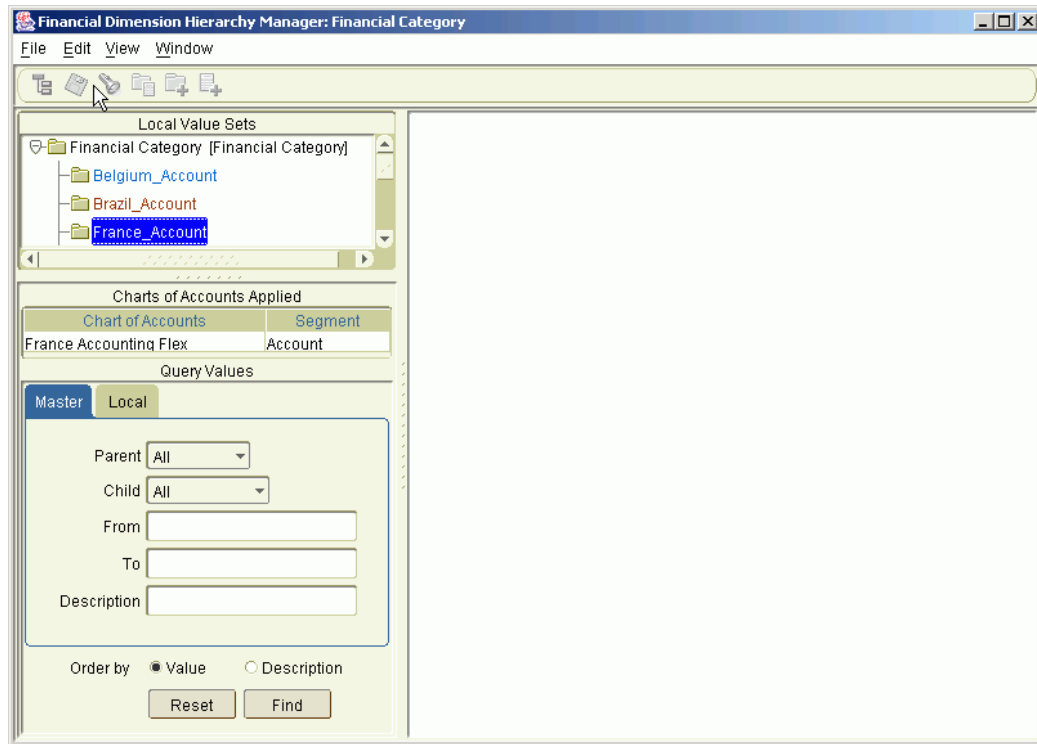 Financial Dimension Hierarchy Manager: Financial Category
File Edit View Window
Local Value Sets
Financial Category [Financial Category]
Belgium_Account
Brazil_Account
France_Account
Charts of Accounts Applied
Chart of Accounts Segment
France Accounting Flex Account
Query Values
Master Local
Parent All
Child All
From
To
Description
Order by Value Description
Reset Find